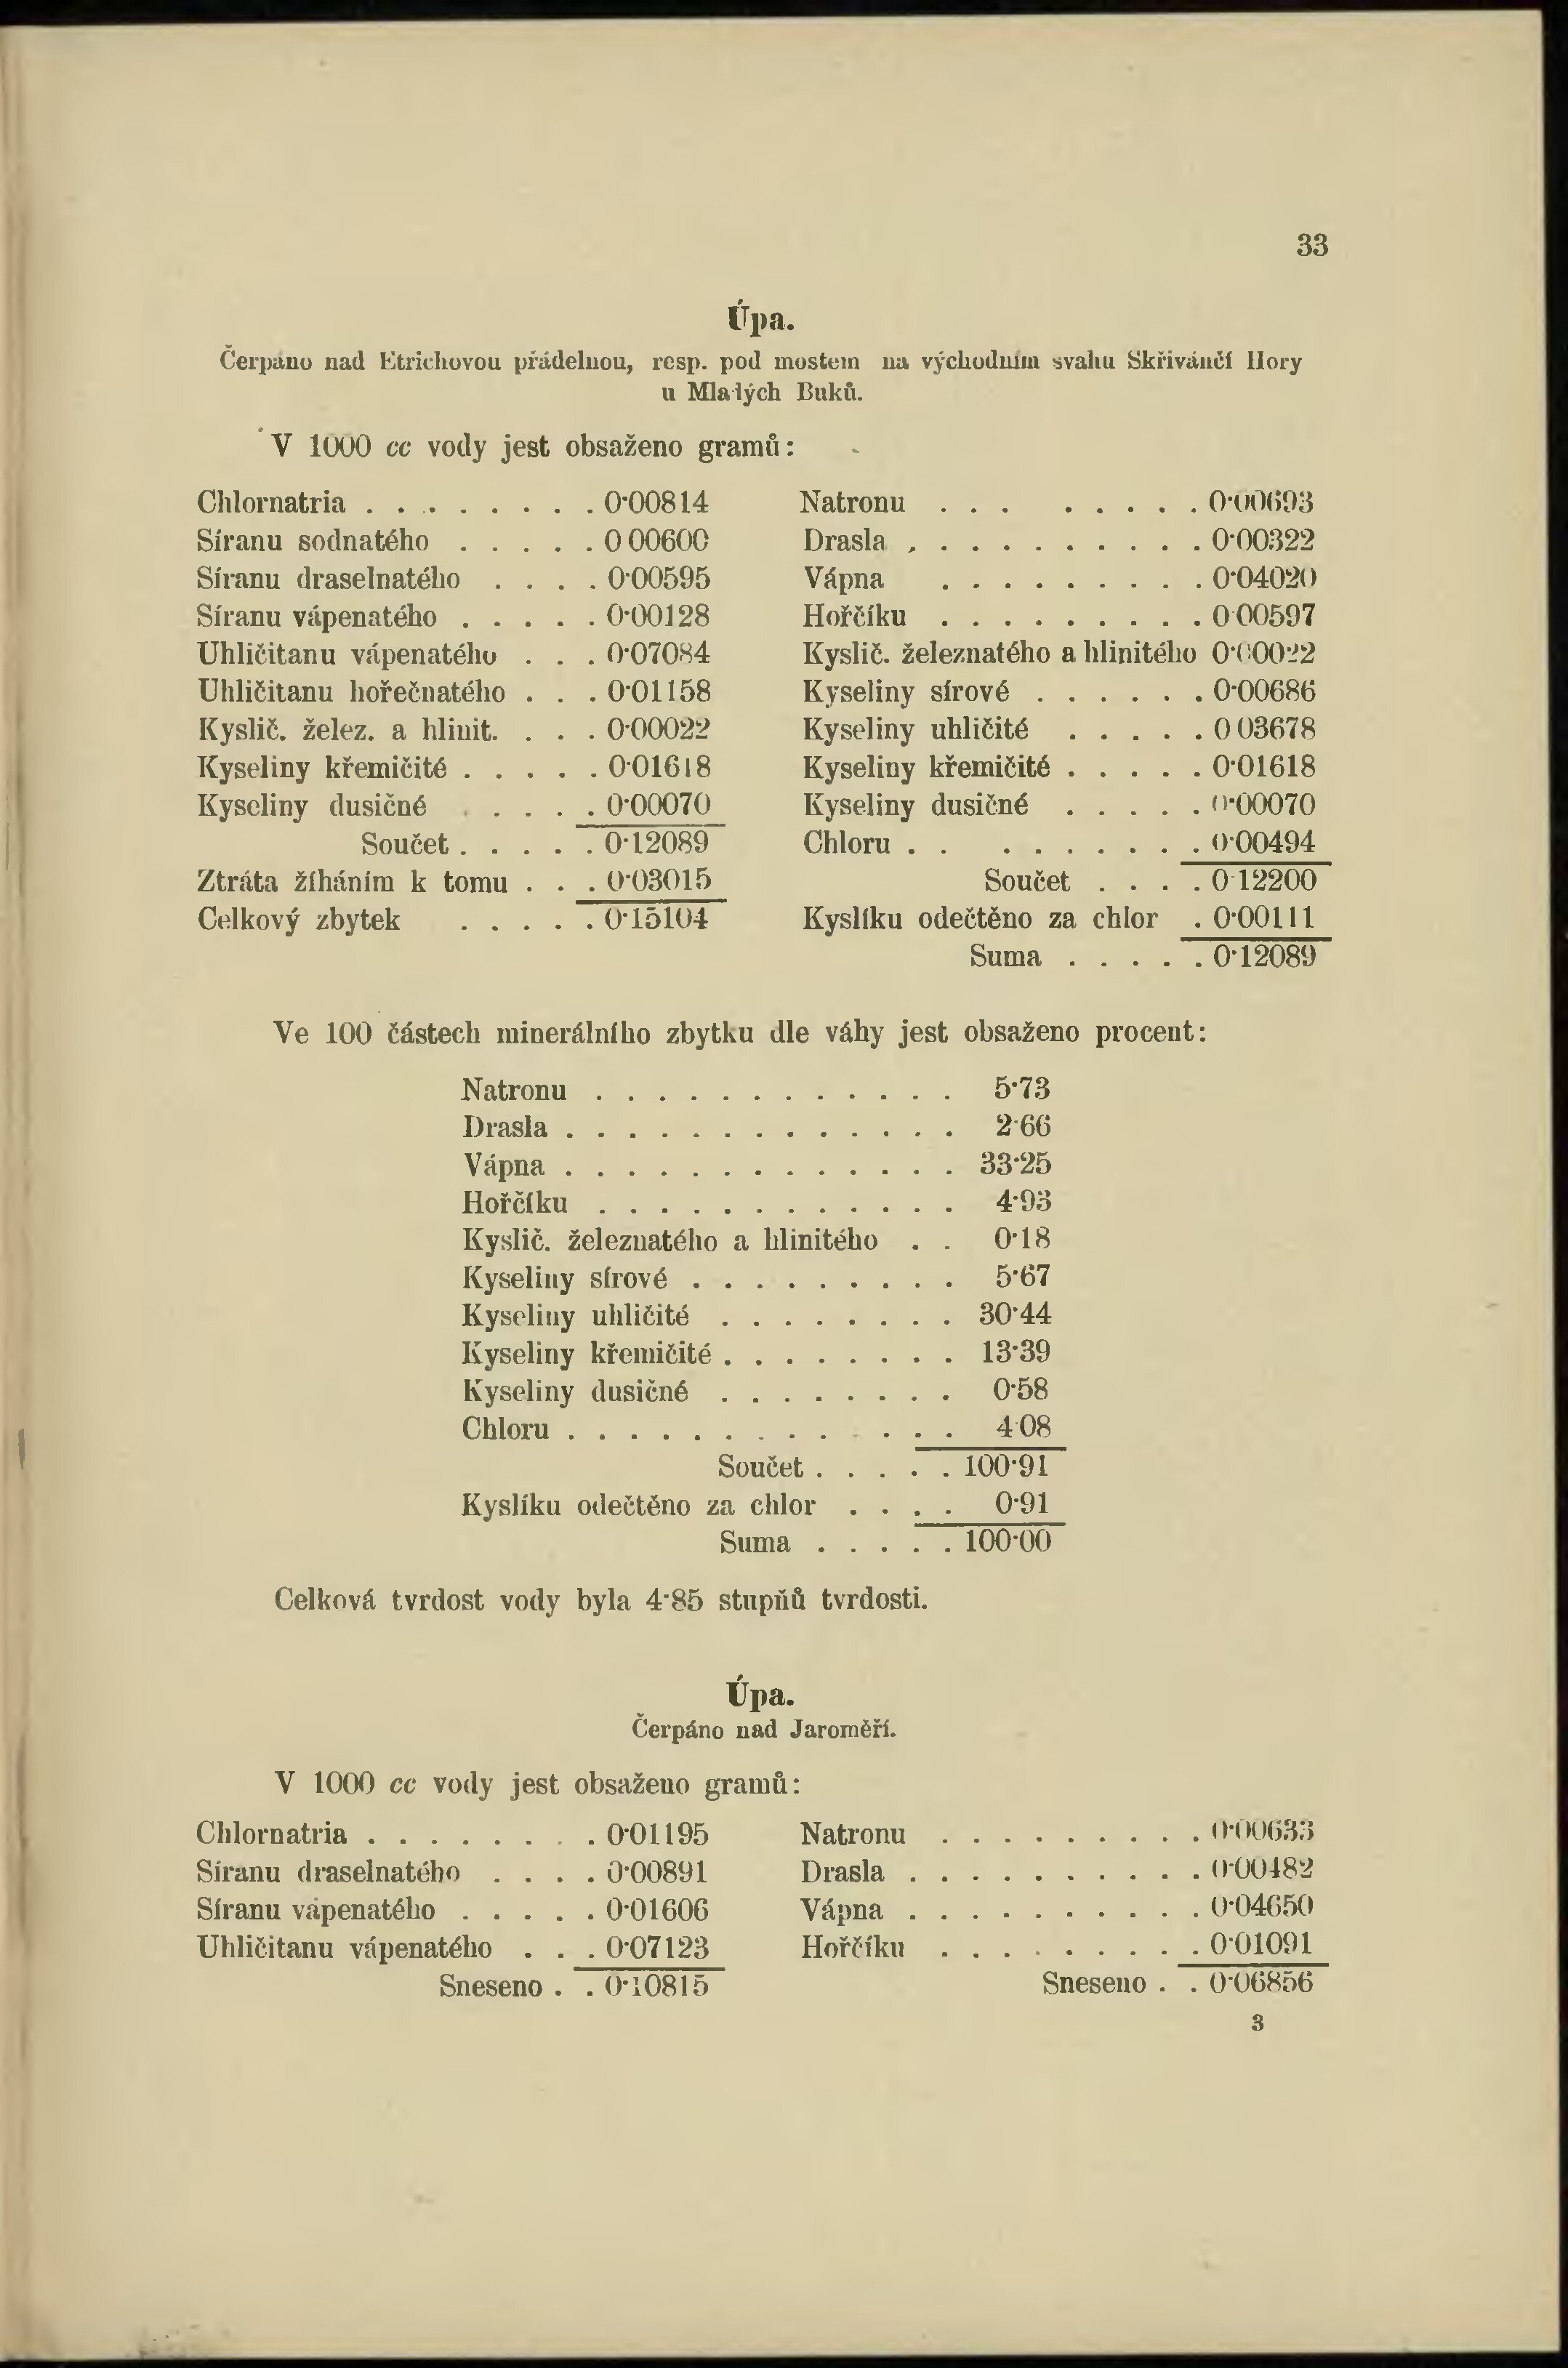 33
Úpa.
Čerpáno nad Etrichovou přádelnou, resp. pod mostem na východním svahu Skřivánčí Hory
u Mladých Buků.
V 1000 cc vody jest obsaženo gramů:
Chlornatria . . . . . . . . 0·00814
Síranu sodnatého . . . . . 0 00600
Síranu draselnatého . . . . 0·00595
Síranu vápenatého . . . . . 0·00128
Uhličitanu vápenatého . . . 0·07084
Uhličitanu hořečnatého . . . 0·01158
Kyslič. želez. a hlinit. . . . 0·00022
Kyseliny křemičité . . . . . 0·01618
Kyseliny dusičné . . . . . 0·00070
Součet . . . . . 0·12089
Ztráta žíháním k tomu . . . 0·03015
Celkový zbytek . . . . . 0·15104
Natronu . . . . . . . . 0·00693
Drasla . . . . . . . . . . 0·00322
Vápna . . . . . . . . . 0·04020
Hořčíku . . . . . . . . . 0 00597
Kyslič. železnatého a hlinitého 0·00022
Kyseliny sírové . . . . . . 0·00686
Kyseliny uhličité . . . . . 0 03678
Kyseliny křemičité . . . . . 0·01618
Kyseliny dusičné . . . . . 0·00070
Chloru . . . . . . . . . 0·00494
Součet . . . . 0 12200
Kyslíku odečtěno za chlor . 0·00111
Suma . . . . . 0·12089
Ve 100 částech minerálního zbytku dle váhy jest obsaženo procent:
Natronu . . . . . . . . . . . . 5·73
Drasla . . . . . . . . . . . . . 2·66
Vápna . . . . . . . . . . . . . 33·25
Hořčíku . . . . . . . . . . . . 4·93
Kyslič. železnatého a hlinitého . . 0·18
Kyseliny sírové . . . . . . . . . 5·67
Kyseliny uhličité . . . . . . . . 30·44
Kyseliny křemičité . . . . . . . . 13·39
Kyseliny dusičné . . . . . . . . 0·58
Chloru . . . . . . . . . . . . . 4 08
Součet . . . . . 100·91
Kyslíku odečtěno za chlor . . . . 0·91
Suma . . . . . 100·00
Celková tvrdost vody byla 4·85 stupňů tvrdosti.
Úpa.
Čerpáno nad Jaroměří.
V 1000 cc vody jest obsaženo gramů:
Chlornatria . . . . . . . . 0·01195
Síranu draselnatého . . . . 0·00891
Síranu vápenatého . . . . . 0·01606
Uhličitanu vápenatého . . . 0·07123
Sneseno . . 0·10815
Natronu . . . . . . . . . 0·00633
Drasla . . . . . . . . . . 0·00482
Vápna . . . . . . . . . . 0·04650
Hořčíku . . . . . . . . . 0·01091
Sneseno . . 0·06856
3